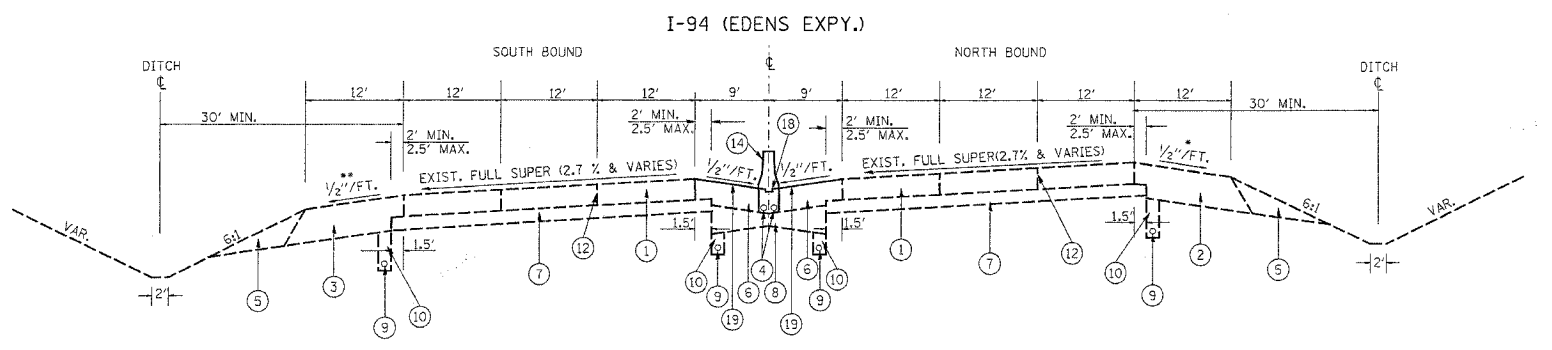 I-94 (EDENS EXPY.)
SOUTH BOUND
NORTH BOUND
DITCH
℄
℄
DITCH
℄
12' 12' 12' 12' 9' 9' 12' 12' 12' 12'
30' MIN.
30' MIN.
2' MIN.
2.5' MAX.
2' MIN.
2.5' MAX.
2' MIN.
2.5' MAX.
2' MIN.
2.5' MAX.
14
18
**
1/2"/FT.
EXIST. FULL SUPER (2.7 % & VARIES)
1/2"/FT.
1/2"/FT.
EXIST. FULL SUPER(2.7% & VARIES)
*
1/2"/FT.
VAR.
6:1
6:1
VAR.
1.5'
1.5'
1.5'
1.5'
2'
5
3
9
10
7
12
1
10
9
19
6
4
8
19
6
9
10
1
7
12
10
9
2
5
2'